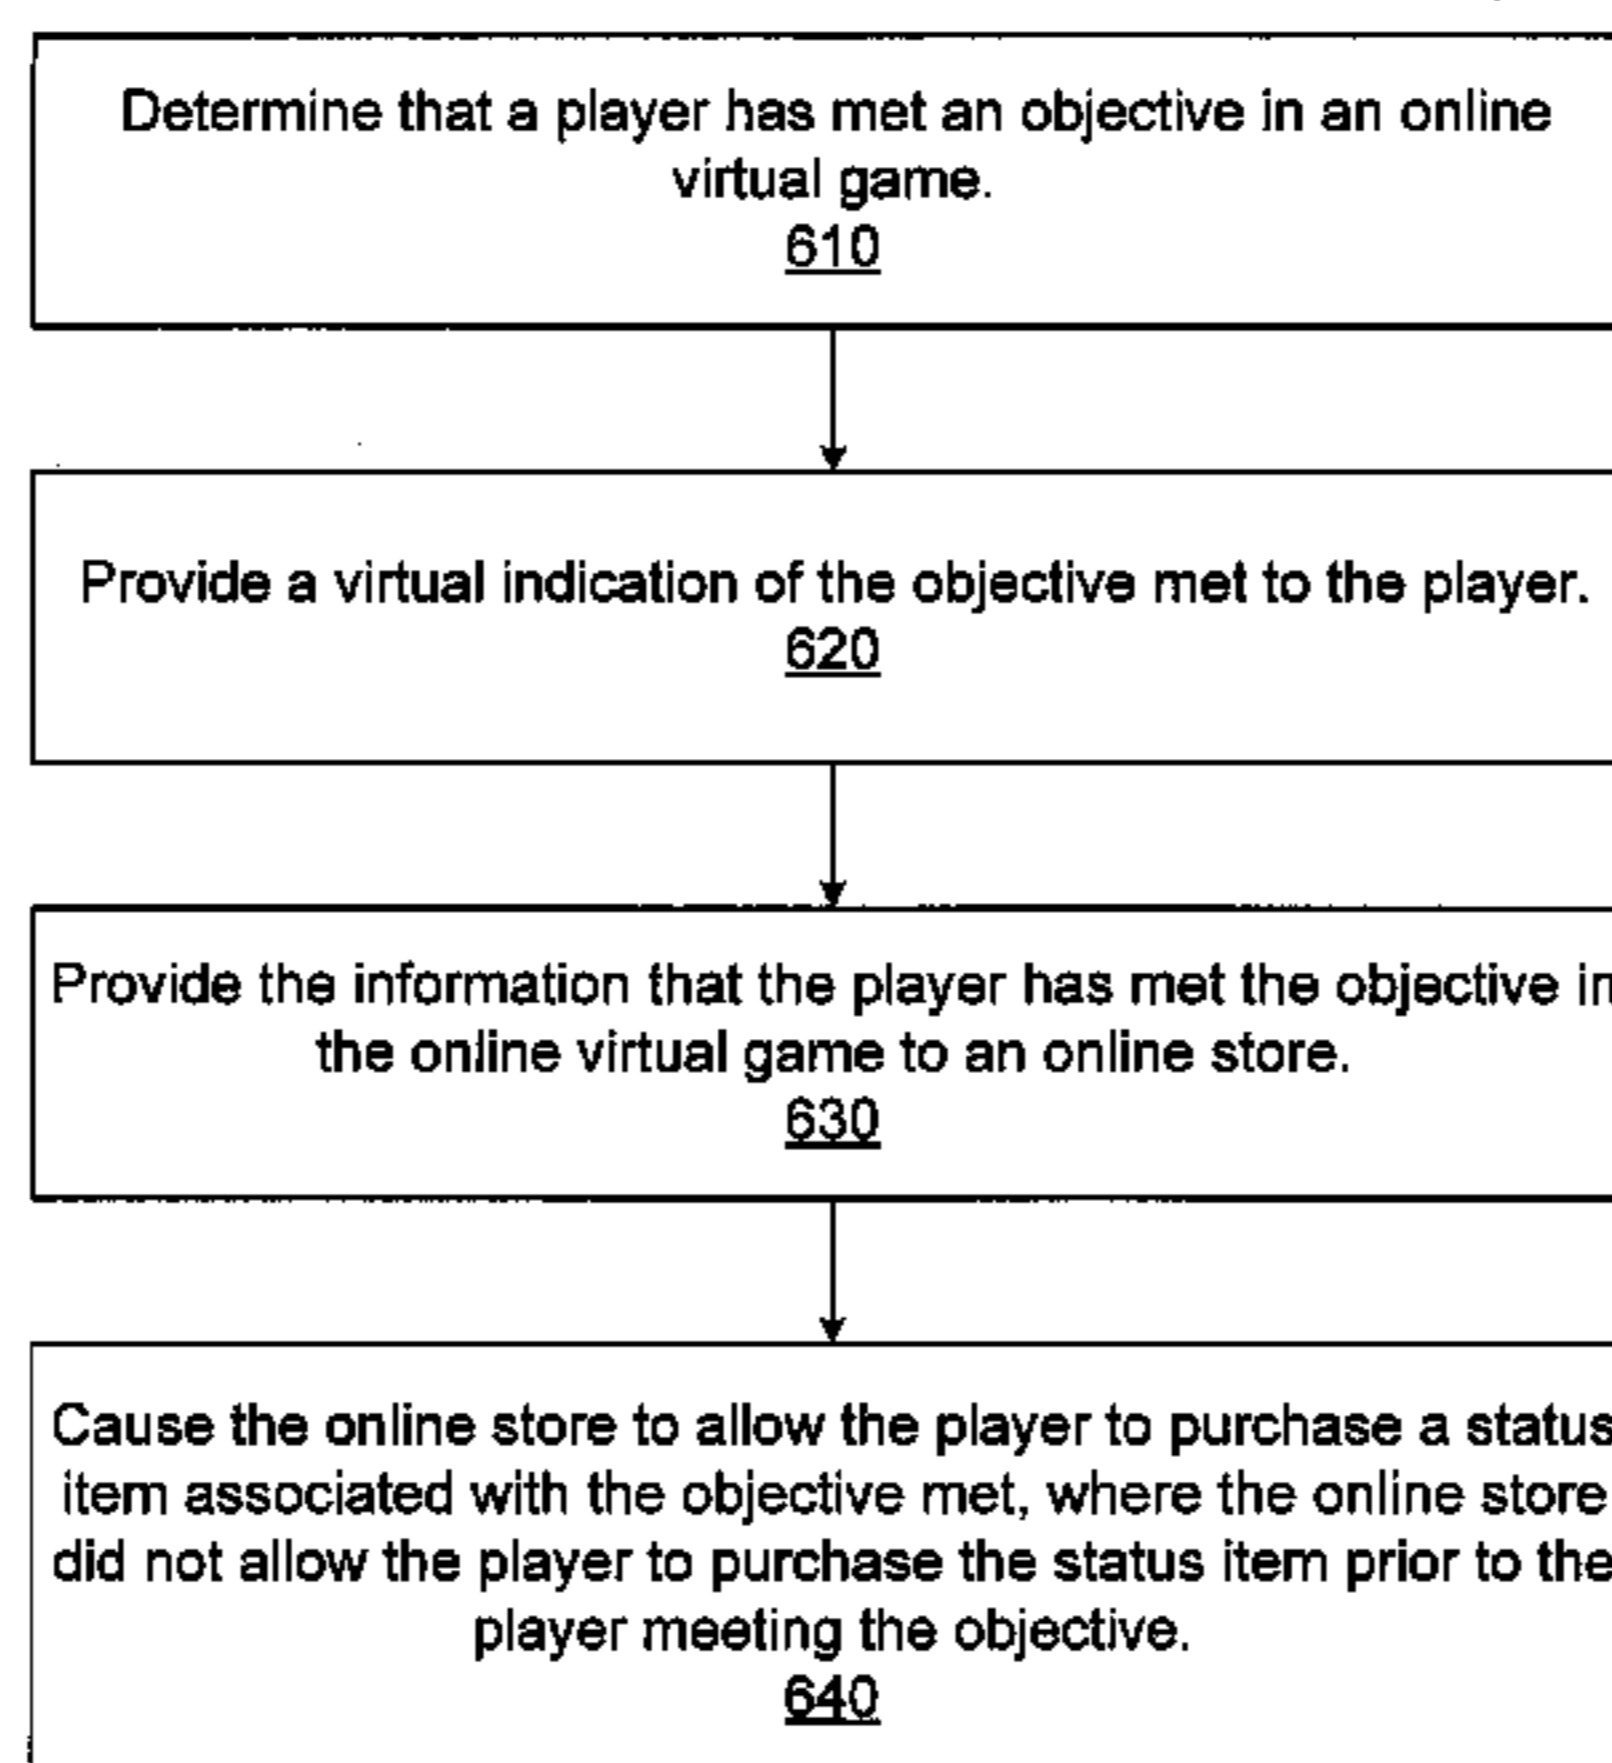 Determine that a player has met an objective in an online
virtual game.
610
Provide a virtual indication of the objective met to the player.
620
Provide the information that the player has met the objective in
the online virtual game to an online store.
630
Cause the online store to allow the player to purchase a status
item associated with the objective met, where the online store
did not allow the player to purchase the status item prior to the
player meeting the objective.
640